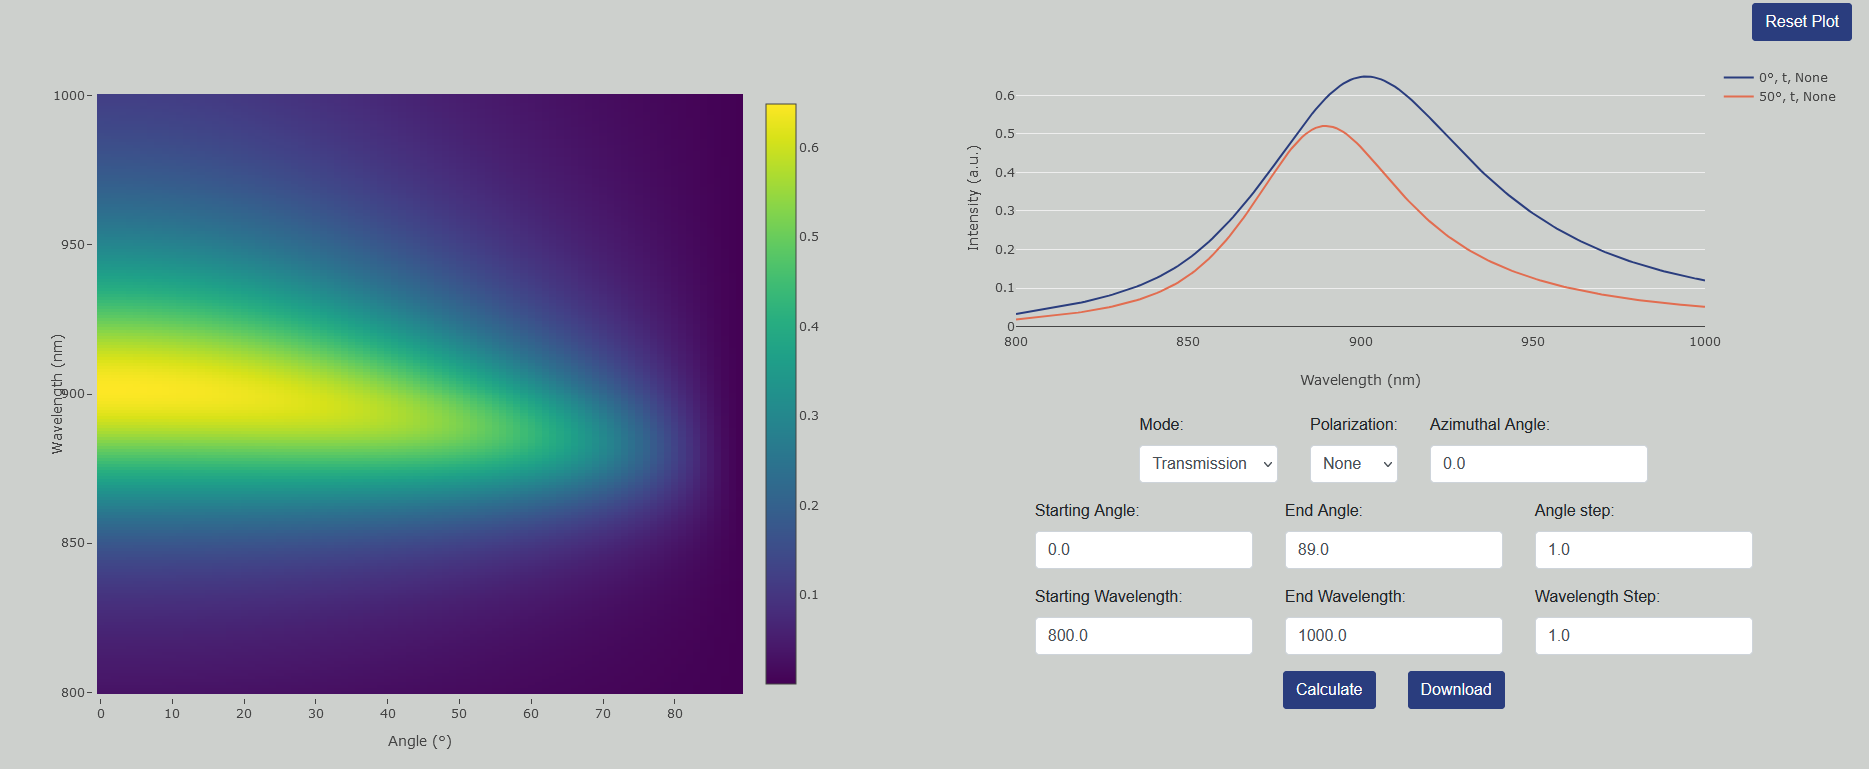 Reset Plot
1000
950
900
850
800
Wavelength (nm)
0 10 20 30 40 50 60 70 80
Angle (º)
0.6
0.5
0.4
0.3
0.2
0.1
0.6
0.5
0.4
0.3
0.2
0.1
0
Intensity (a.u.)
800 850 900 950 1000
Wavelength (nm)
0º, t, None
50º, t, None
Mode: Polarization: Azimuthal Angle:
Transmission None 0.0
Starting Angle: End Angle: Angle step:
0.0 89.0 1.0
Starting Wavelength: End Wavelength: Wavelength Step:
800.0 1000.0 1.0
Calculate Download